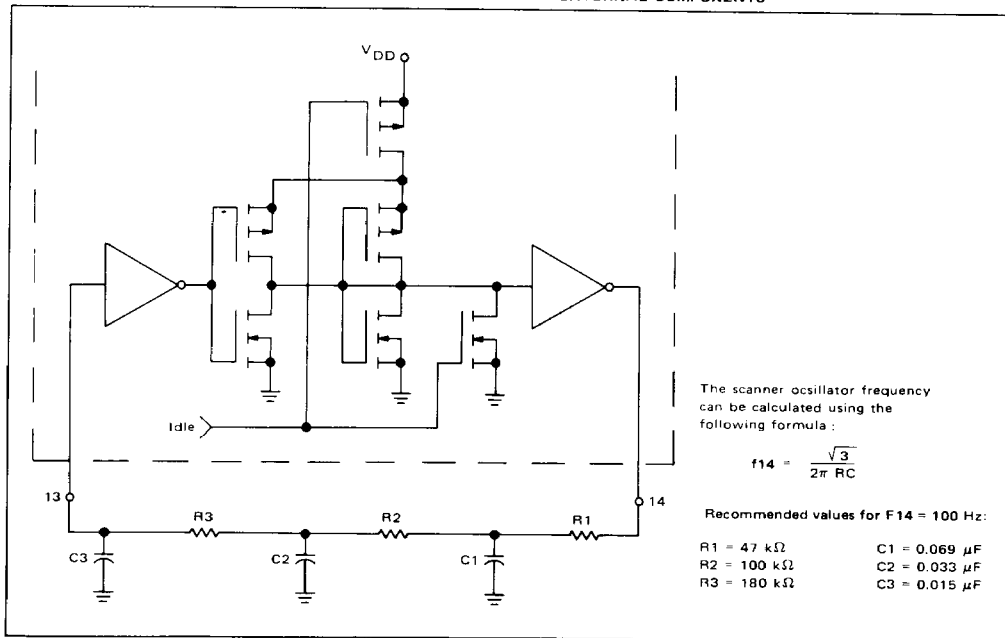 EXTERNAL COMPONENTS
VDD
Idle
13
14
R3
R2
R1
C3
C2
C1
The scanner ocsillator frequency
can be calculated using the
following formula :
f14 = √3 / 2π RC
Recommended values for F14 = 100 Hz:
R1 = 47 kΩ C1 = 0.069 µF
R2 = 100 kΩ C2 = 0.033 µF
R3 = 180 kΩ C3 = 0.015 µF